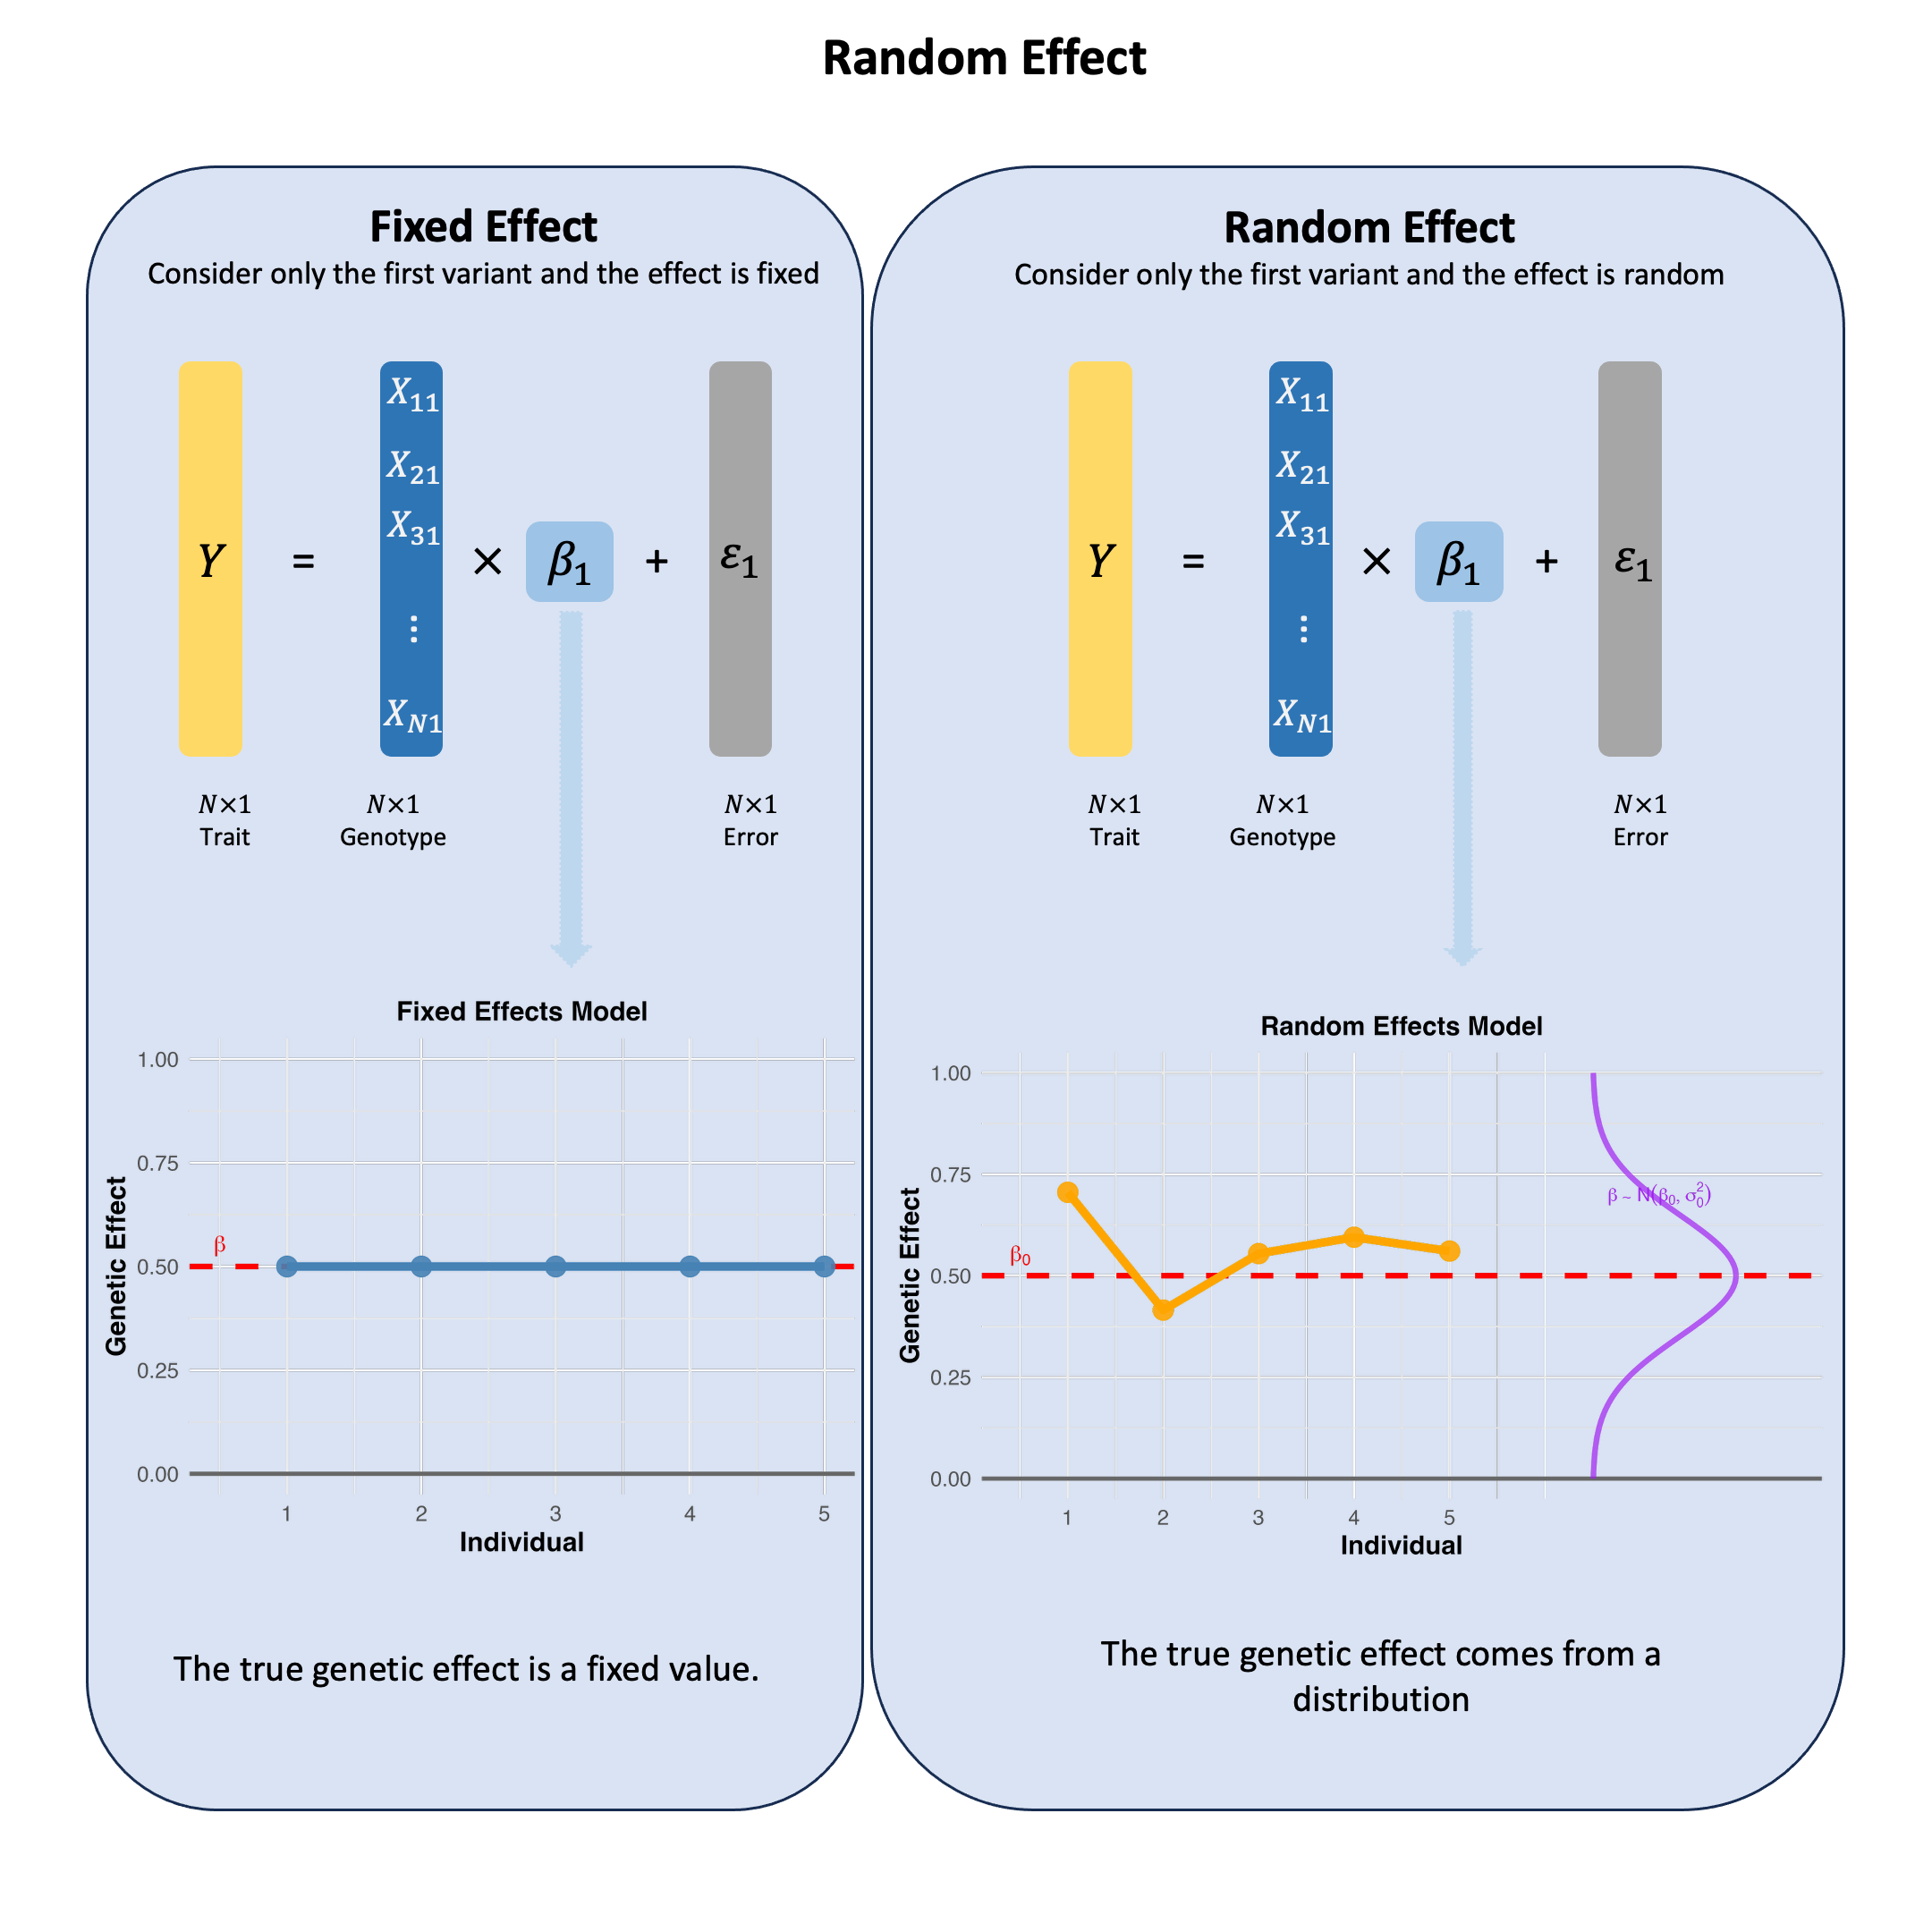 Random Effect
Fixed Effect
Consider only the first variant and the effect is fixed
X₁₁
X₂₁
X₃₁
Y = × β₁ + ε₁
⋮
X_N1
N×1 N×1 N×1
Trait Genotype Error
Fixed Effects Model
Genetic Effect
1.00
0.75
β
0.50
0.25
0.00
1 2 3 4 5
Individual
The true genetic effect is a fixed value.
Random Effect
Consider only the first variant and the effect is random
X₁₁
X₂₁
X₃₁
Y = × β₁ + ε₁
⋮
X_N1
N×1 N×1 N×1
Trait Genotype Error
Random Effects Model
Genetic Effect
1.00
0.75
β ~ N(β₀, σ₀²)
β₀
0.50
0.25
0.00
1 2 3 4 5
Individual
The true genetic effect comes from a
distribution